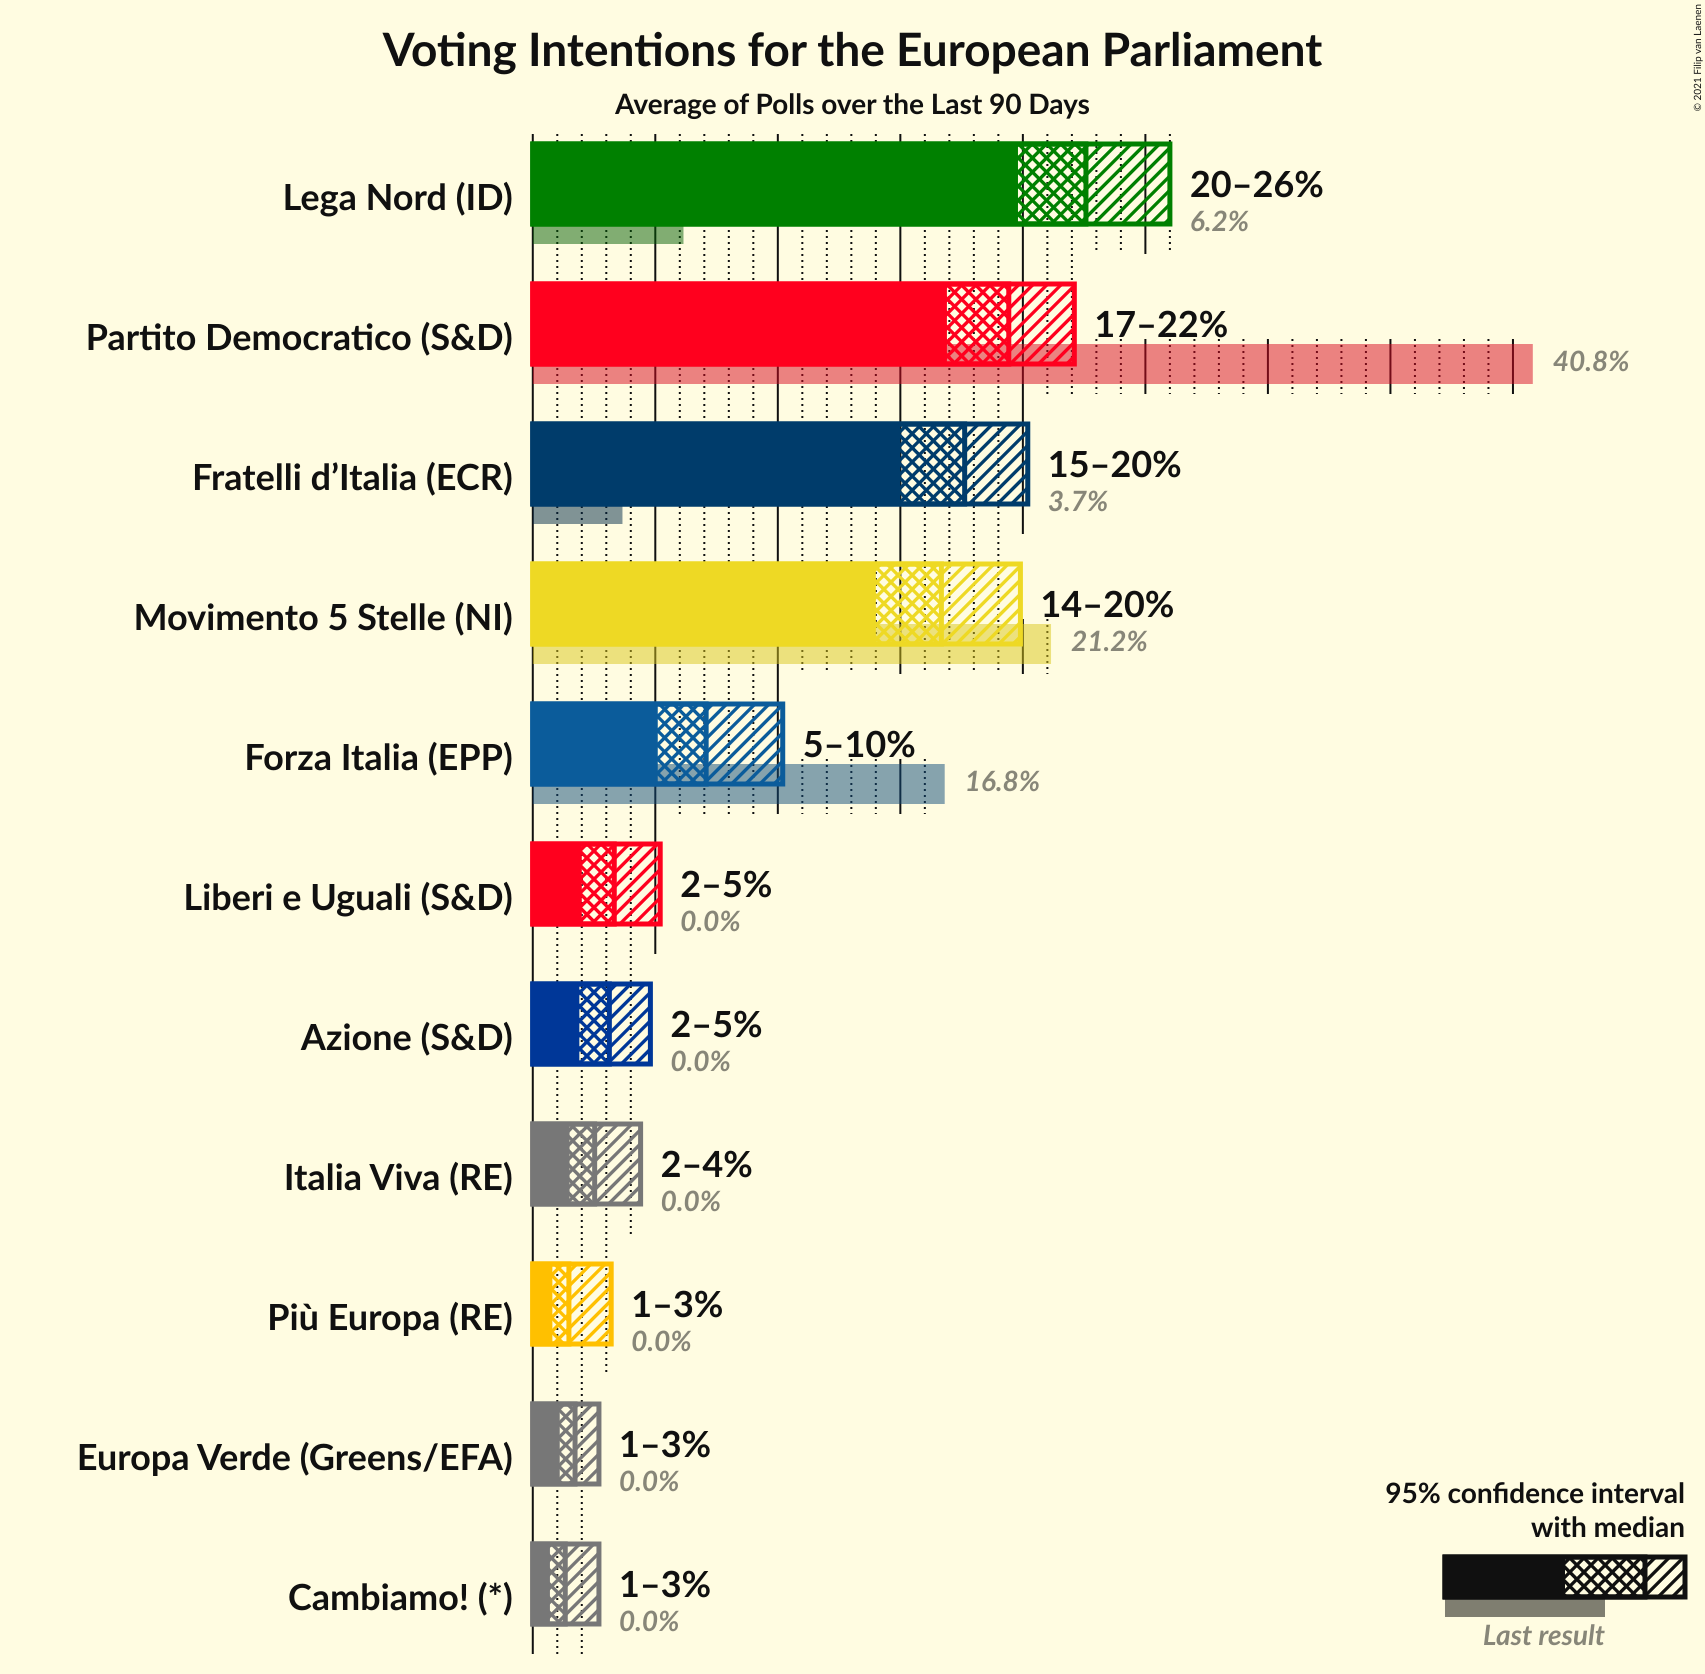 Voting Intentions for the European Parliament
Average of Polls over the Last 90 Days
© 2021 Filip van Laenen
Lega Nord (ID)
20–26%
6.2%
Partito Democratico (S&D)
17–22%
40.8%
Fratelli d’Italia (ECR)
15–20%
3.7%
Movimento 5 Stelle (NI)
14–20%
21.2%
Forza Italia (EPP)
5–10%
16.8%
Liberi e Uguali (S&D)
2–5%
0.0%
Azione (S&D)
2–5%
0.0%
Italia Viva (RE)
2–4%
0.0%
Più Europa (RE)
1–3%
0.0%
Europa Verde (Greens/EFA)
1–3%
0.0%
Cambiamo! (*)
1–3%
0.0%
95% confidence interval
with median
Last result